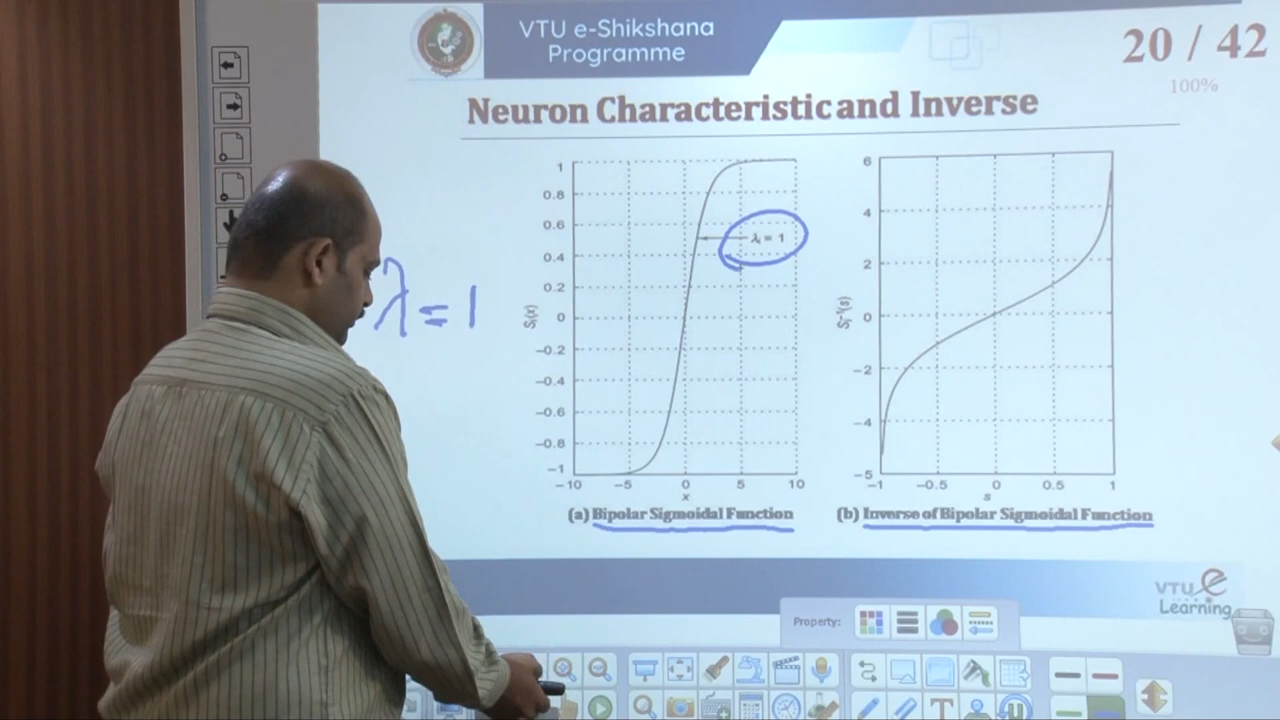 VTU e-Shikshana
Programme
20 / 42
100%
Neuron Characteristic and Inverse
1
0.8
0.6
0.4
0.2
0
−0.2
−0.4
−0.6
−0.8
−1
−10 −5 0 5 10
x
λ = 1
(a) Bipolar Sigmoidal Function
6
4
2
0
−2
−4
−5
−1 −0.5 0 0.5 1
s
(b) Inverse of Bipolar Sigmoidal Function
λ = 1
VTU e
Learning
Property: